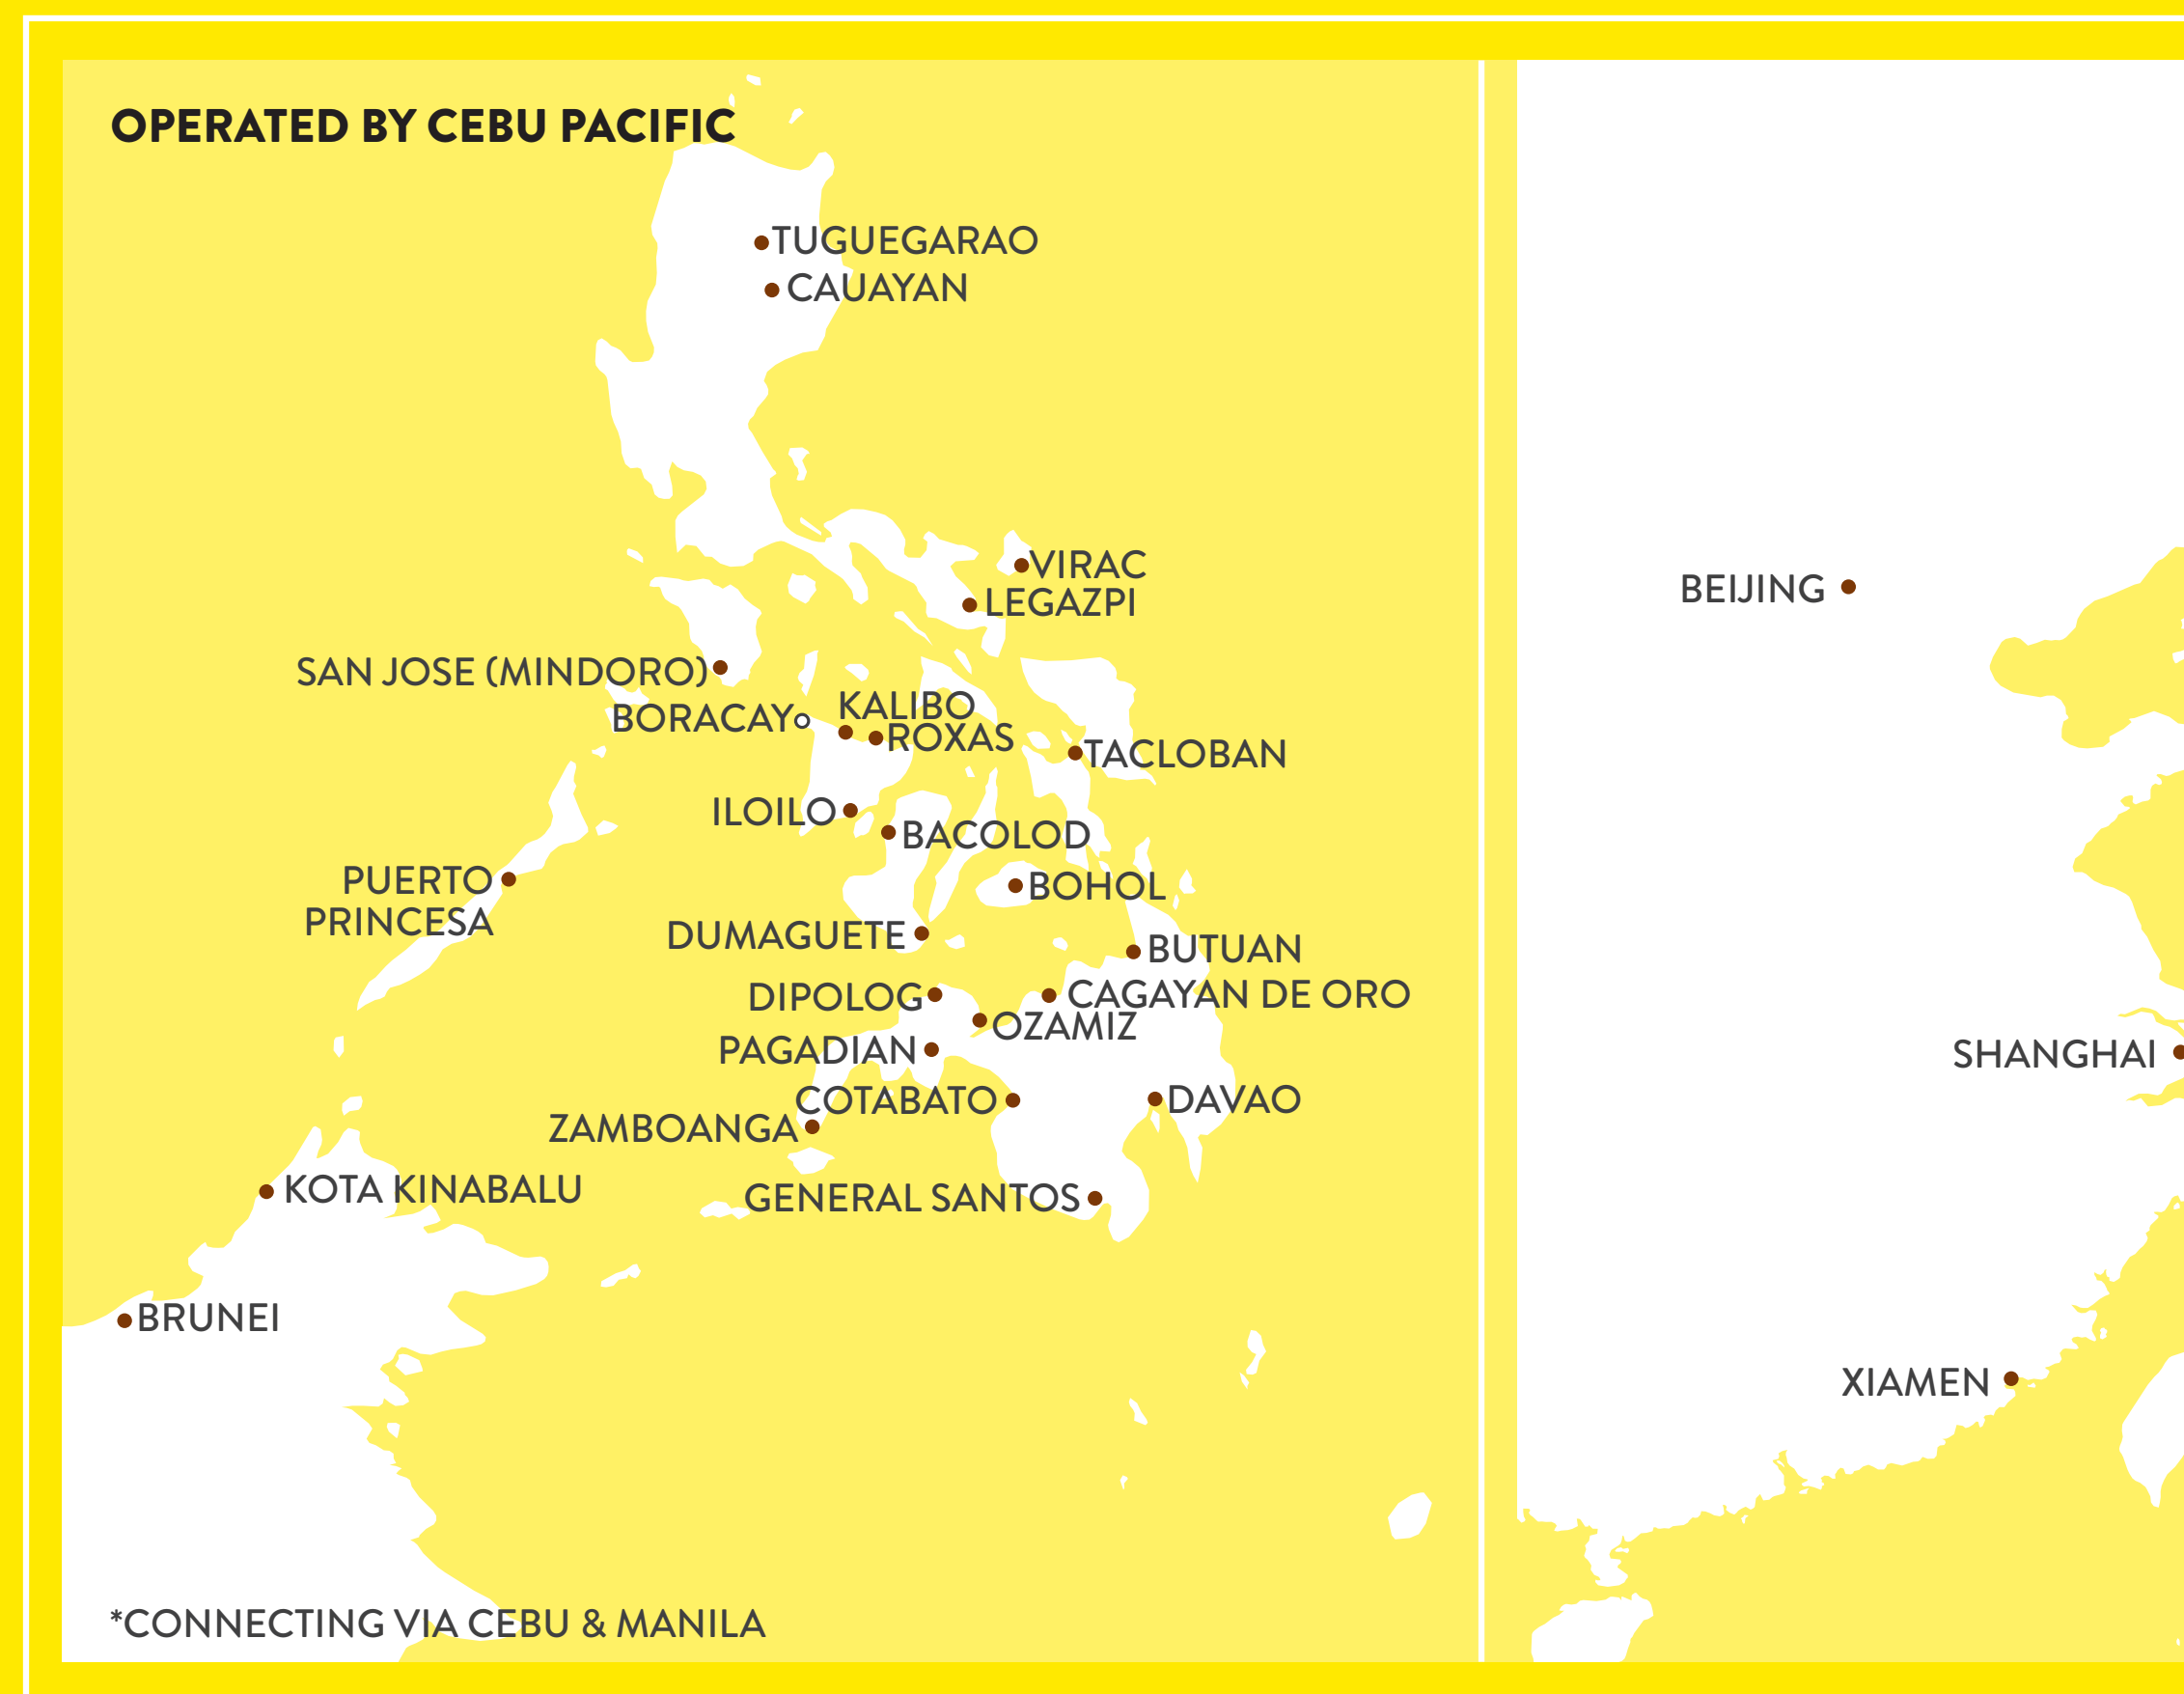 OPERATED BY CEBU PACIFIC
TUGUEGARAO
CAUAYAN
VIRAC
LEGAZPI
SAN JOSE (MINDORO)
KALIBO
BORACAY
ROXAS
TACLOBAN
ILOILO
BACOLOD
PUERTO
PRINCESA
BOHOL
DUMAGUETE
BUTUAN
DIPOLOG
CAGAYAN DE ORO
OZAMIZ
PAGADIAN
COTABATO
DAVAO
ZAMBOANGA
KOTA KINABALU
GENERAL SANTOS
BRUNEI
*CONNECTING VIA CEBU & MANILA
BEIJING
SHANGHAI
XIAMEN